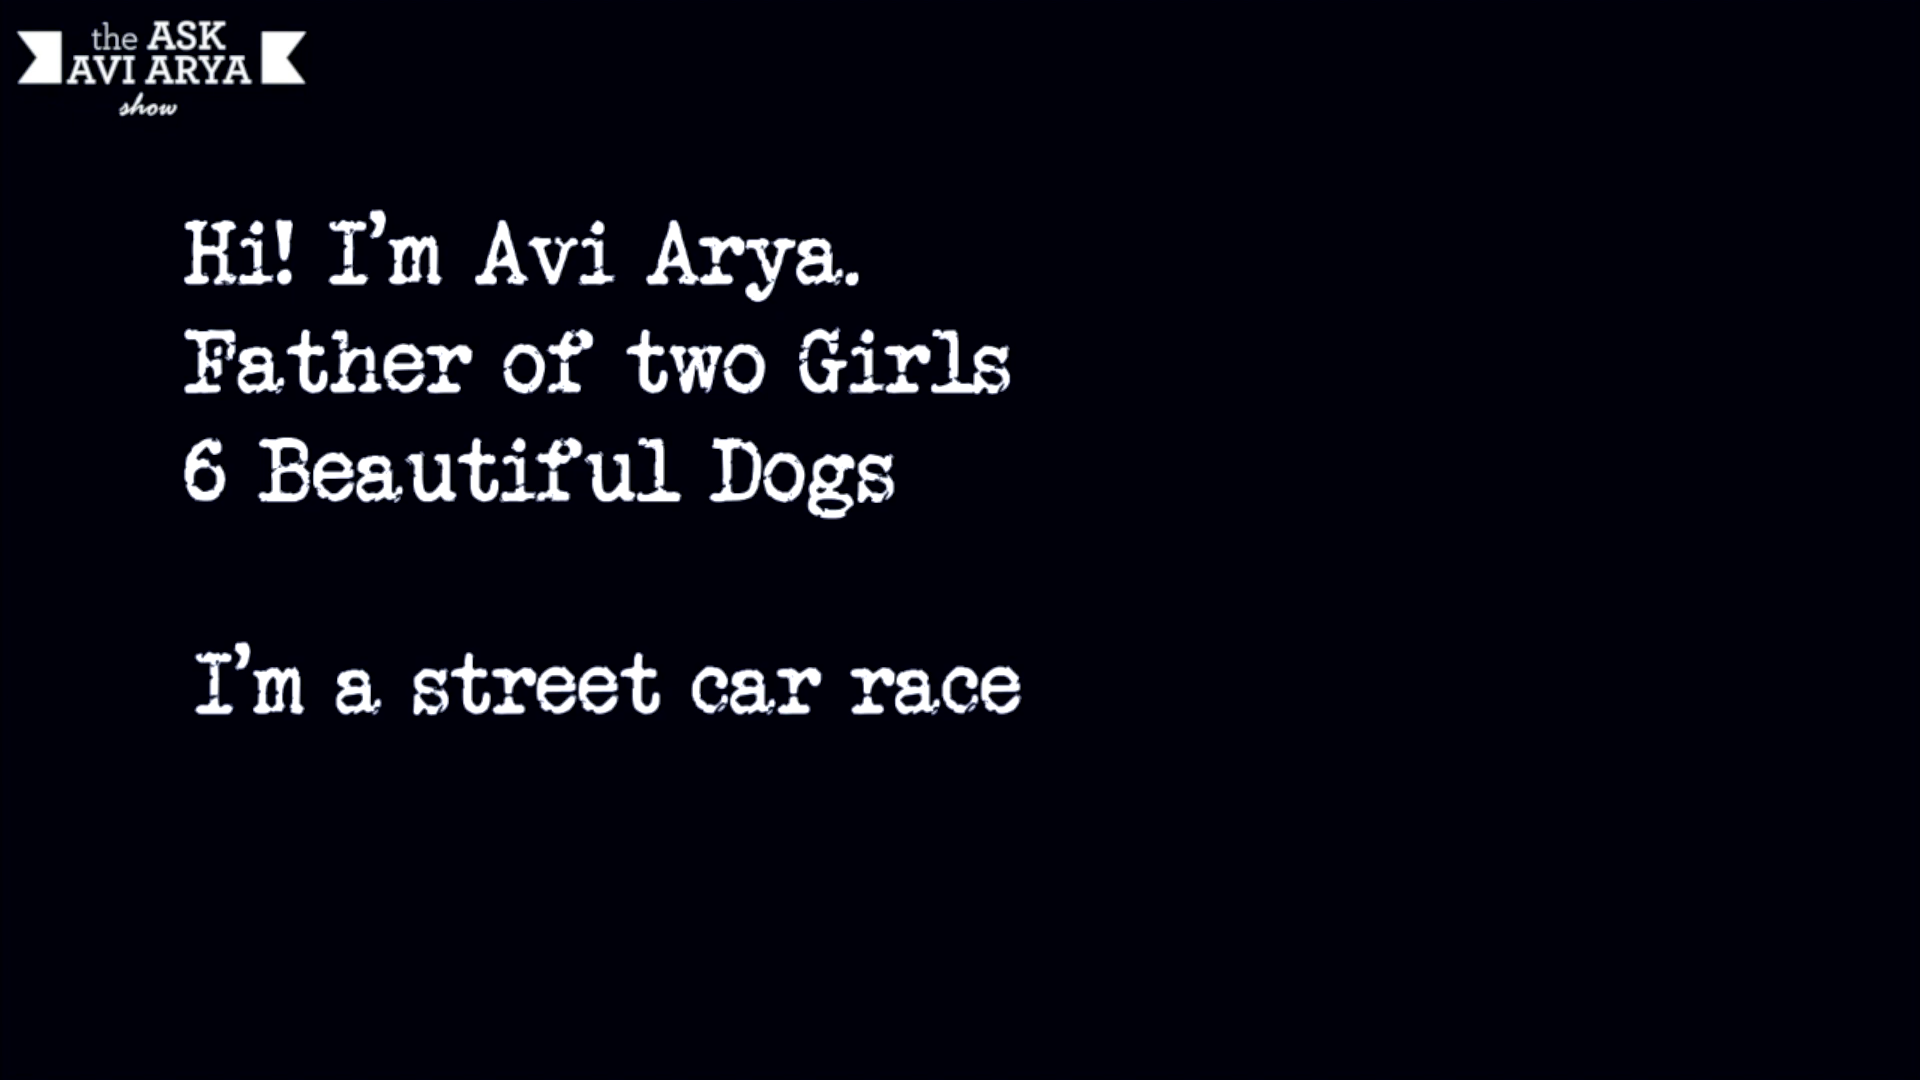 the ASK
AVI ARYA
show
Hi! I’m Avi Arya.
Father of two Girls
6 Beautiful Dogs
I’m a street car race